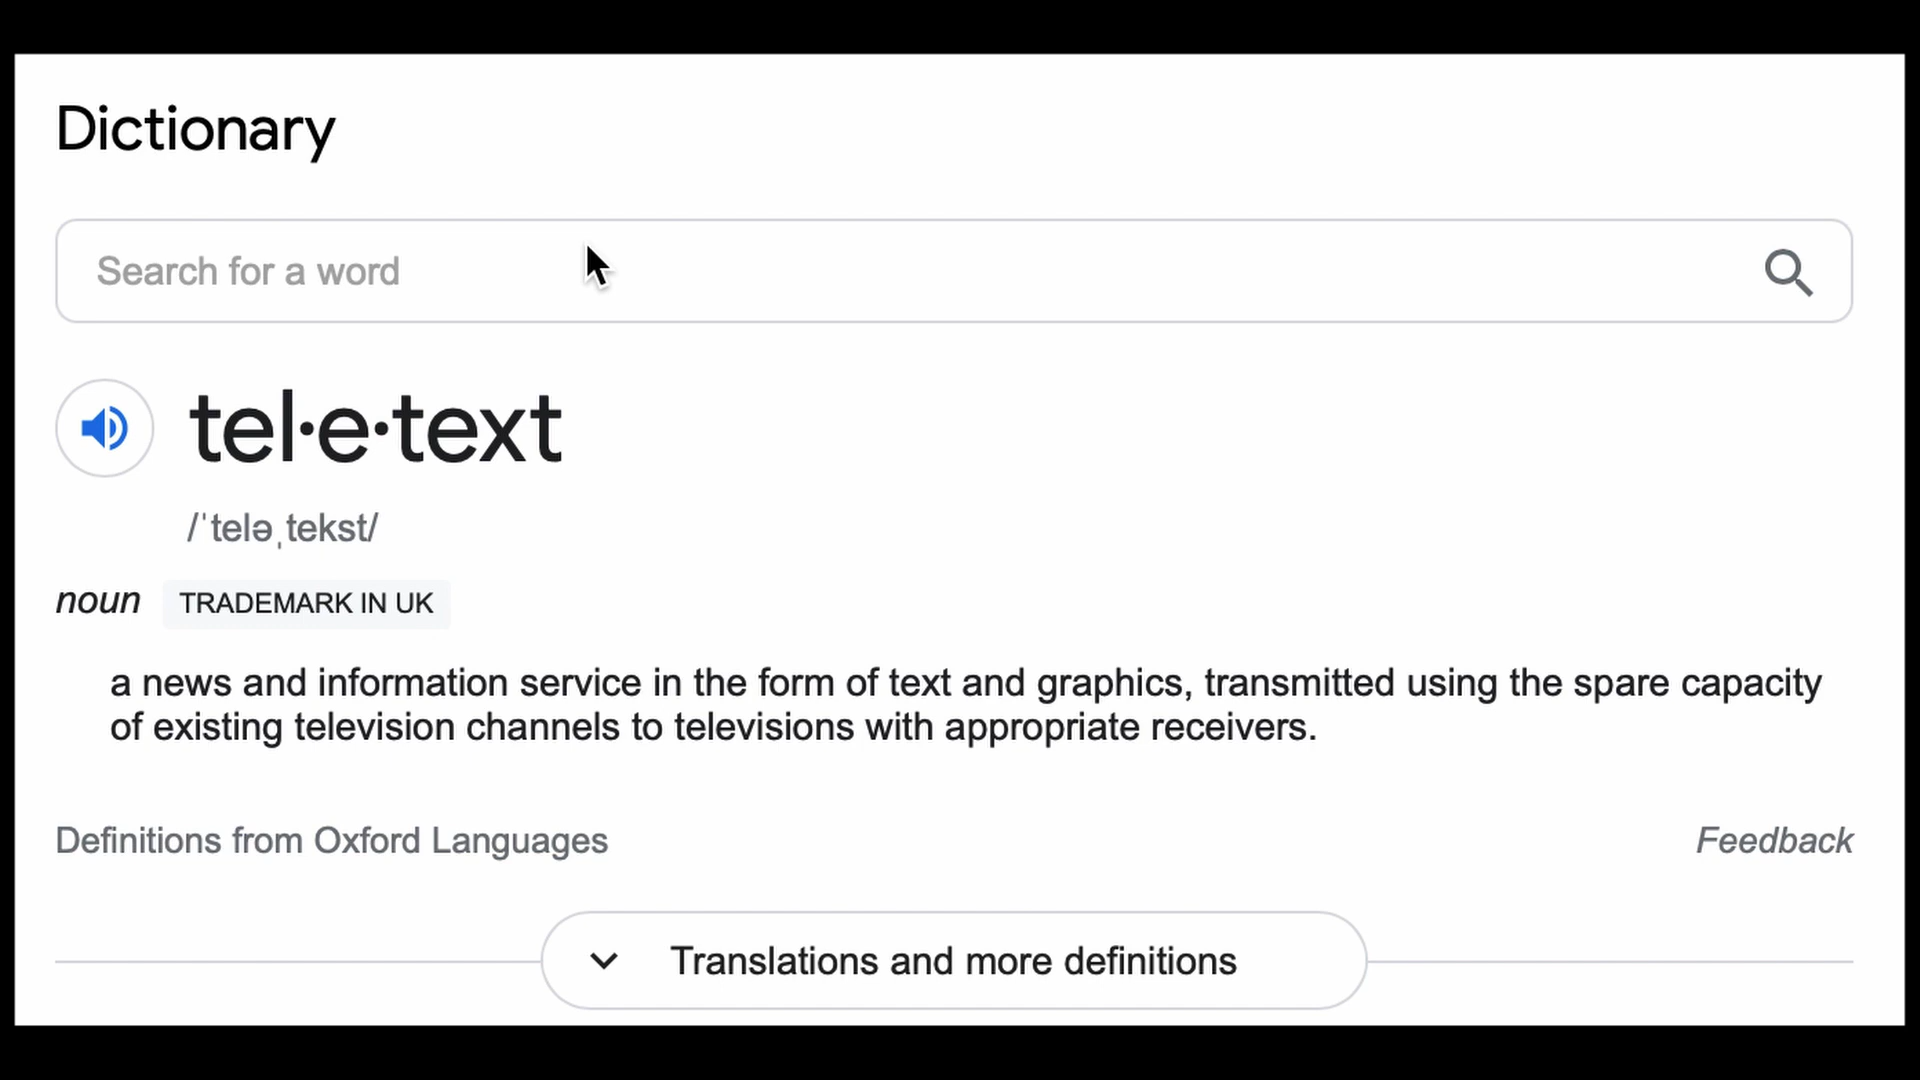 Dictionary
Search for a word
tel·e·text
/ˈteləˌtekst/
noun TRADEMARK IN UK
a news and information service in the form of text and graphics, transmitted using the spare capacity
of existing television channels to televisions with appropriate receivers.
Definitions from Oxford Languages Feedback
Translations and more definitions